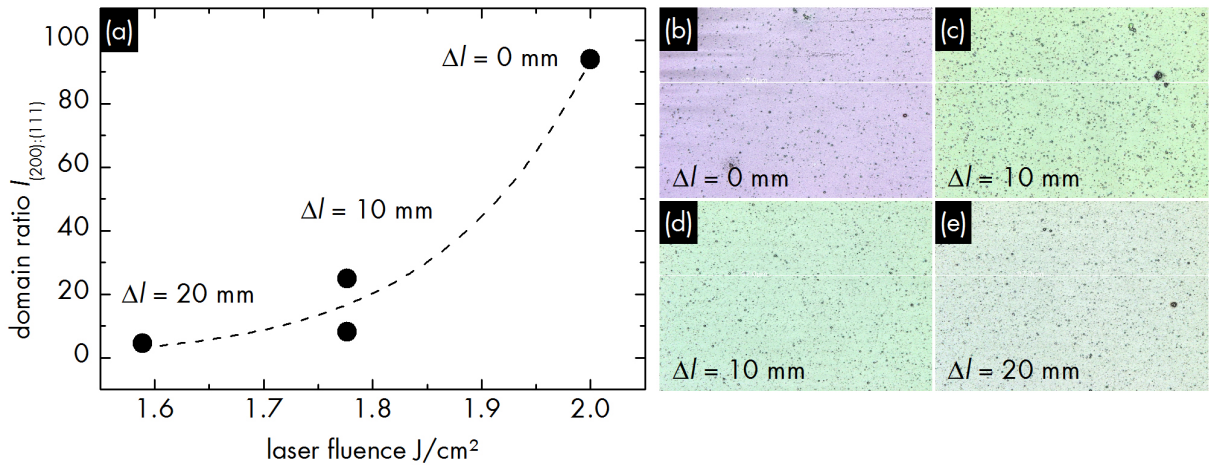 (a)
100
80
60
40
20
0
domain ratio I(200):(111)
Δl = 0 mm
Δl = 10 mm
Δl = 20 mm
1.6 1.7 1.8 1.9 2.0
laser fluence J/cm²
(b)
Δl = 0 mm
(c)
Δl = 10 mm
(d)
Δl = 10 mm
(e)
Δl = 20 mm